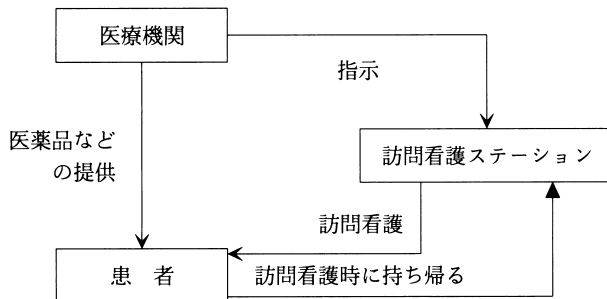 医療機関
指示
医薬品など
の提供
訪問看護ステーション
訪問看護
患　者
訪問看護時に持ち帰る